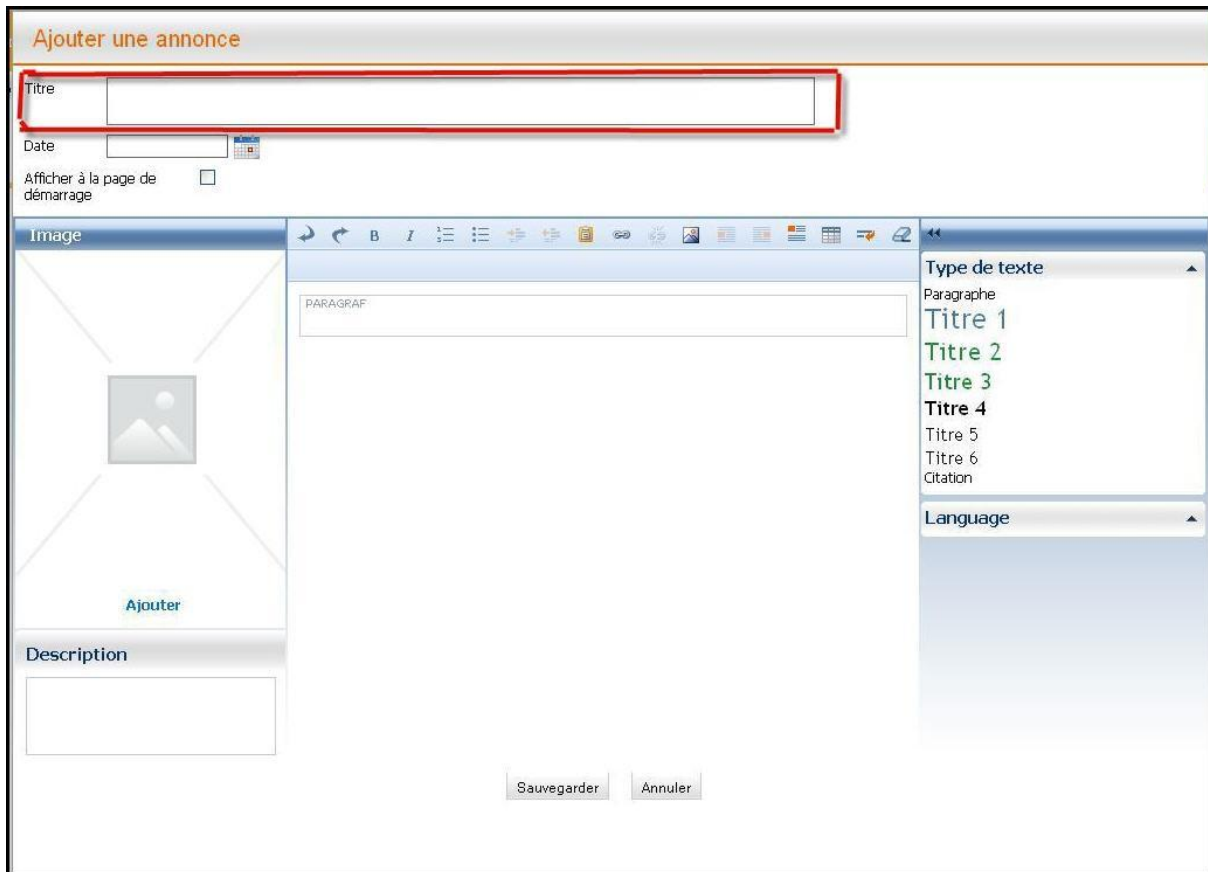 Ajouter une annonce
Titre
Date
Afficher à la page de
démarrage
Image
B I
PARAGRAF
Ajouter
Description
Type de texte
Paragraphe
Titre 1
Titre 2
Titre 3
Titre 4
Titre 5
Titre 6
Citation
Language
Sauvegarder Annuler